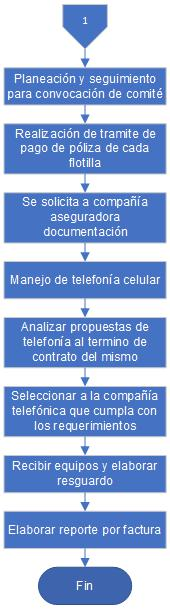 1
Planeación y seguimiento
para convocación de comité
Realización de tramite de
pago de póliza de cada
flotilla
Se solicita a compañía
aseguradora
documentación
Manejo de telefonía celular
Analizar propuestas de
telefonía al termino de
contrato del mismo
Seleccionar a la compañía
telefónica que cumpla con
los requerimientos
Recibir equipos y elaborar
resguardo
Elaborar reporte por factura
Fin